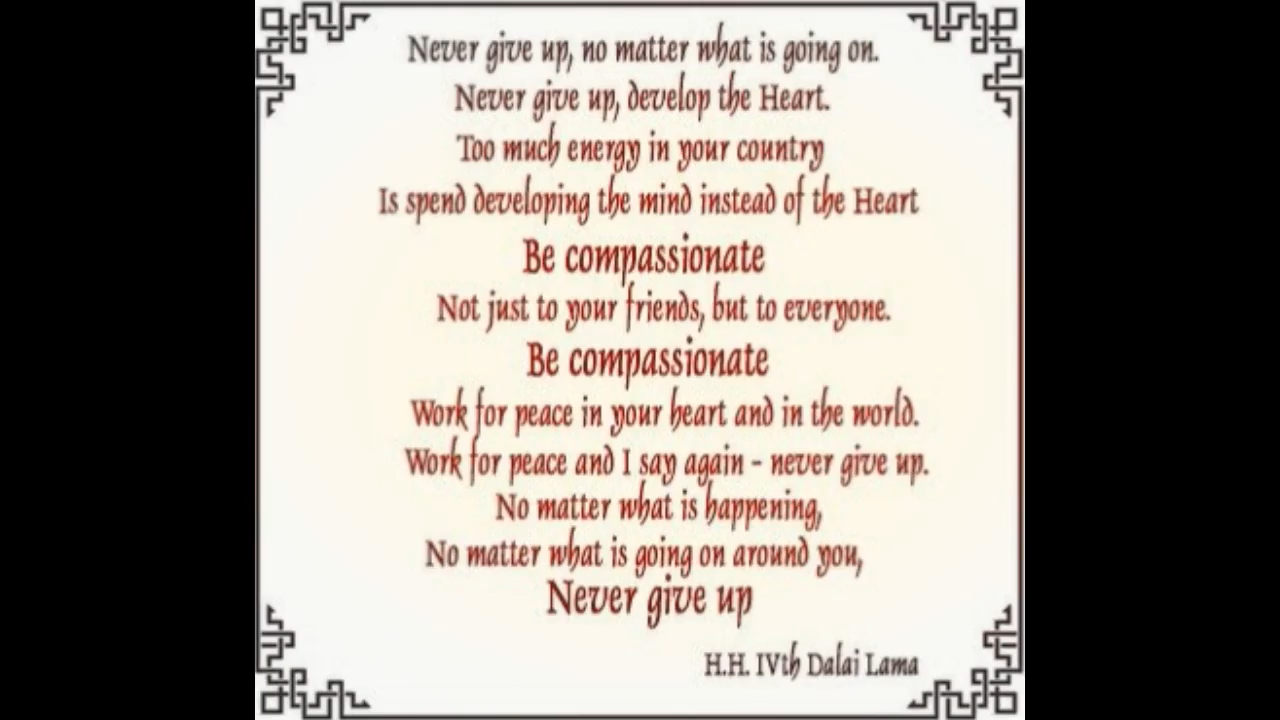 Never give up, no matter what is going on.
Never give up, develop the Heart.
Too much energy in your country
Is spend developing the mind instead of the Heart
Be compassionate
Not just to your friends, but to everyone.
Be compassionate
Work for peace in your heart and in the world.
Work for peace and I say again - never give up.
No matter what is happening,
No matter what is going on around you,
Never give up
H.H. IVth Dalai Lama